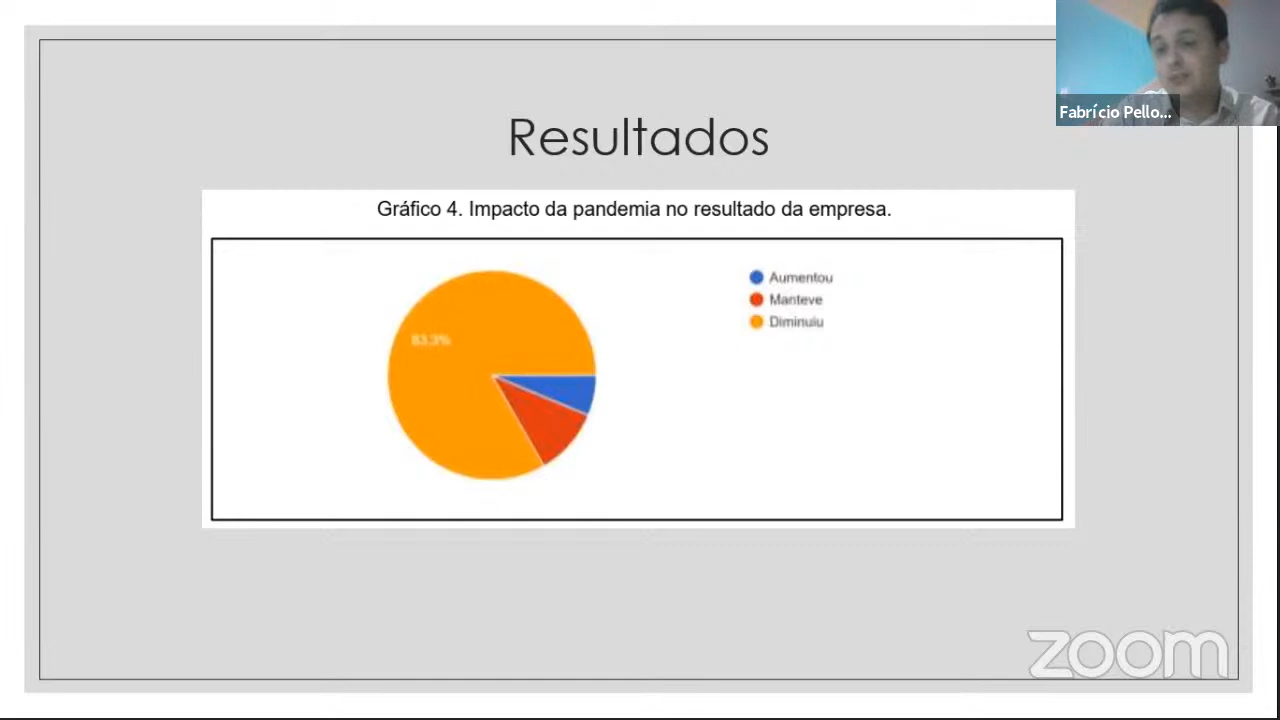 Fabrício Pello...
Resultados
Gráfico 4. Impacto da pandemia no resultado da empresa.
Aumentou
Manteve
Diminuiu
83.3%
zoom